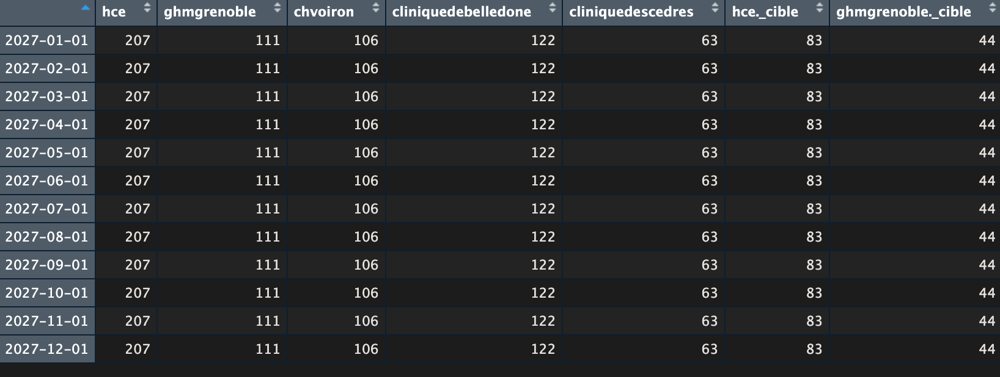 hce ghmgrenoble chvoiron cliniquedebelledone cliniquedescedres hce._cible ghmgrenoble._cible
2027-01-01 207 111 106 122 63 83 44
2027-02-01 207 111 106 122 63 83 44
2027-03-01 207 111 106 122 63 83 44
2027-04-01 207 111 106 122 63 83 44
2027-05-01 207 111 106 122 63 83 44
2027-06-01 207 111 106 122 63 83 44
2027-07-01 207 111 106 122 63 83 44
2027-08-01 207 111 106 122 63 83 44
2027-09-01 207 111 106 122 63 83 44
2027-10-01 207 111 106 122 63 83 44
2027-11-01 207 111 106 122 63 83 44
2027-12-01 207 111 106 122 63 83 44